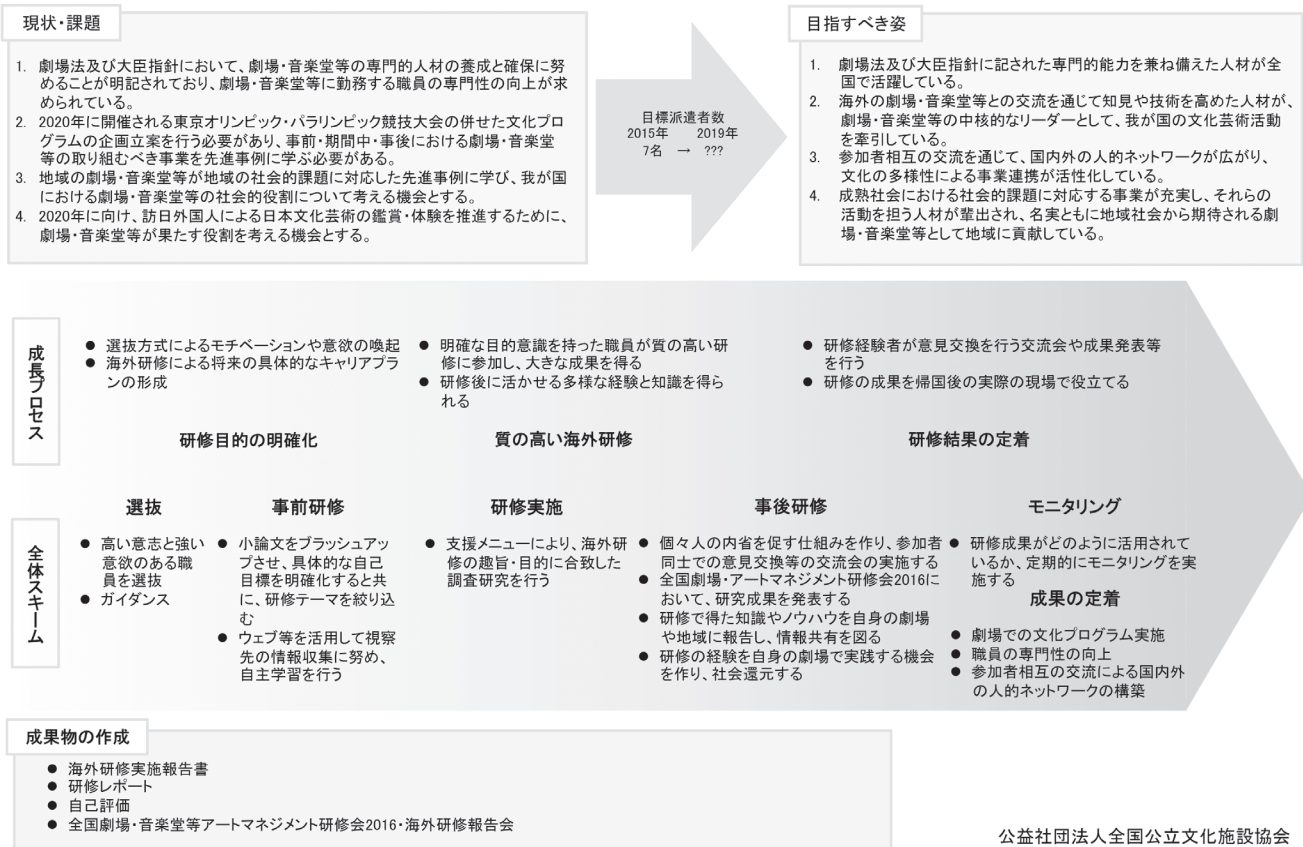 現状・課題
1. 劇場法及び大臣指針において、劇場・音楽堂等の専門的人材の養成と確保に努
めることが明記されており、劇場・音楽堂等に勤務する職員の専門性の向上が求
められている。
2. 2020年に開催される東京オリンピック・パラリンピック競技大会の併せた文化プロ
グラムの企画立案を行う必要があり、事前・期間中・事後における劇場・音楽堂
等の取り組むべき事業を先進事例に学ぶ必要がある。
3. 地域の劇場・音楽堂等が地域の社会的課題に対応した先進事例に学び、我が国
における劇場・音楽堂等の社会的役割について考える機会とする。
4. 2020年に向け、訪日外国人による日本文化芸術の鑑賞・体験を推進するために、
劇場・音楽堂等が果たす役割を考える機会とする。
目標派遣者数
2015年 2019年
7名 → ???
目指すべき姿
1. 劇場法及び大臣指針に記された専門的能力を兼ね備えた人材が全
国で活躍している。
2. 海外の劇場・音楽堂等との交流を通じて知見や技術を高めた人材が、
劇場・音楽堂等の中核的なリーダーとして、我が国の文化芸術活動
を牽引している。
3. 参加者相互の交流を通じて、国内外の人的ネットワークが広がり、
文化の多様性による事業連携が活性化している。
4. 成熟社会における社会的課題に対応する事業が充実し、それらの
活動を担う人材が輩出され、名実ともに地域社会から期待される劇
場・音楽堂等として地域に貢献している。
成長プロセス
● 選抜方式によるモチベーションや意欲の喚起
● 海外研修による将来の具体的なキャリアプラ
ンの形成
研修目的の明確化
● 明確な目的意識を持った職員が質の高い研
修に参加し、大きな成果を得る
● 研修後に活かせる多様な経験と知識を得ら
れる
質の高い海外研修
● 研修経験者が意見交換を行う交流会や成果発表等
を行う
● 研修の成果を帰国後の実際の現場で役立てる
研修結果の定着
全体スキーム
選抜
● 高い意志と強い
意欲のある職
員を選抜
● ガイダンス
事前研修
● 小論文をブラッシュアッ
プさせ、具体的な自己
目標を明確化すると共
に、研修テーマを絞り込
む
● ウェブ等を活用して視察
先の情報収集に努め、
自主学習を行う
研修実施
● 支援メニューにより、海外研
修の趣旨・目的に合致した
調査研究を行う
事後研修
● 個々人の内省を促す仕組みを作り、参加者
同士での意見交換等の交流会の実施する
● 全国劇場・アートマネジメント研修会2016に
おいて、研究成果を発表する
● 研修で得た知識やノウハウを自身の劇場
や地域に報告し、情報共有を図る
● 研修の経験を自身の劇場で実践する機会
を作り、社会還元する
モニタリング
● 研修成果がどのように活用されて
いるか、定期的にモニタリングを実
施する
成果の定着
● 劇場での文化プログラム実施
● 職員の専門性の向上
● 参加者相互の交流による国内外
の人的ネットワークの構築
成果物の作成
● 海外研修実施報告書
● 研修レポート
● 自己評価
● 全国劇場・音楽堂等アートマネジメント研修会2016・海外研修報告会
公益社団法人全国公立文化施設協会